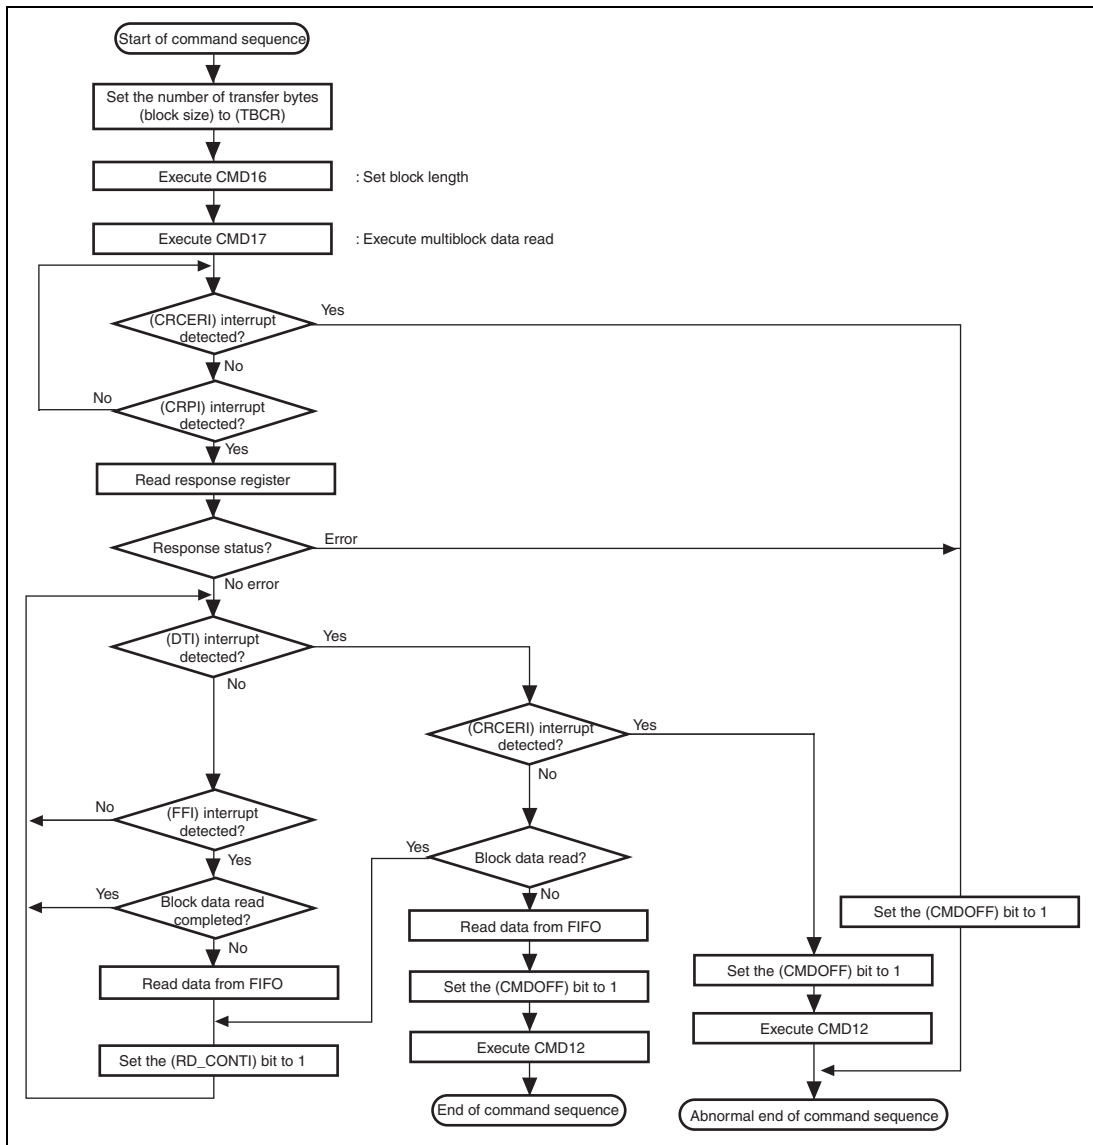 Start of command sequence
Set the number of transfer bytes
(block size) to (TBCR)
Execute CMD16
: Set block length
Execute CMD17
: Execute multiblock data read
(CRCERI) interrupt
detected?
Yes
No
(CRPI) interrupt
detected?
No
Yes
Read response register
Response status?
Error
No error
(DTI) interrupt
detected?
Yes
No
(CRCERI) interrupt
detected?
Yes
No
(FFI) interrupt
detected?
No
Yes
Block data read?
Yes
No
Block data read
completed?
Yes
No
Read data from FIFO
Set the (CMDOFF) bit to 1
Read data from FIFO
Set the (CMDOFF) bit to 1
Set the (CMDOFF) bit to 1
Execute CMD12
Set the (RD_CONTI) bit to 1
Execute CMD12
End of command sequence
Abnormal end of command sequence